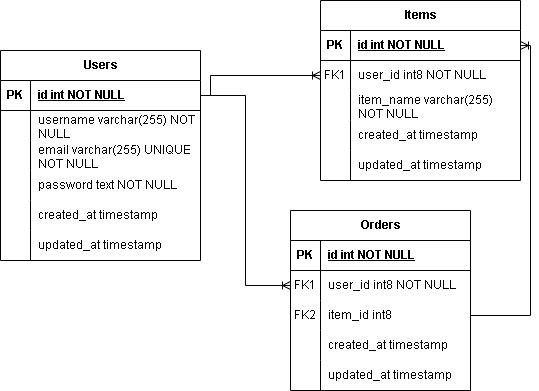 Users
PK id int NOT NULL
username varchar(255) NOT
NULL
email varchar(255) UNIQUE
NOT NULL
password text NOT NULL
created_at timestamp
updated_at timestamp
Items
PK id int NOT NULL
FK1 user_id int8 NOT NULL
item_name varchar(255)
NOT NULL
created_at timestamp
updated_at timestamp
Orders
PK id int NOT NULL
FK1 user_id int8 NOT NULL
FK2 item_id int8
created_at timestamp
updated_at timestamp